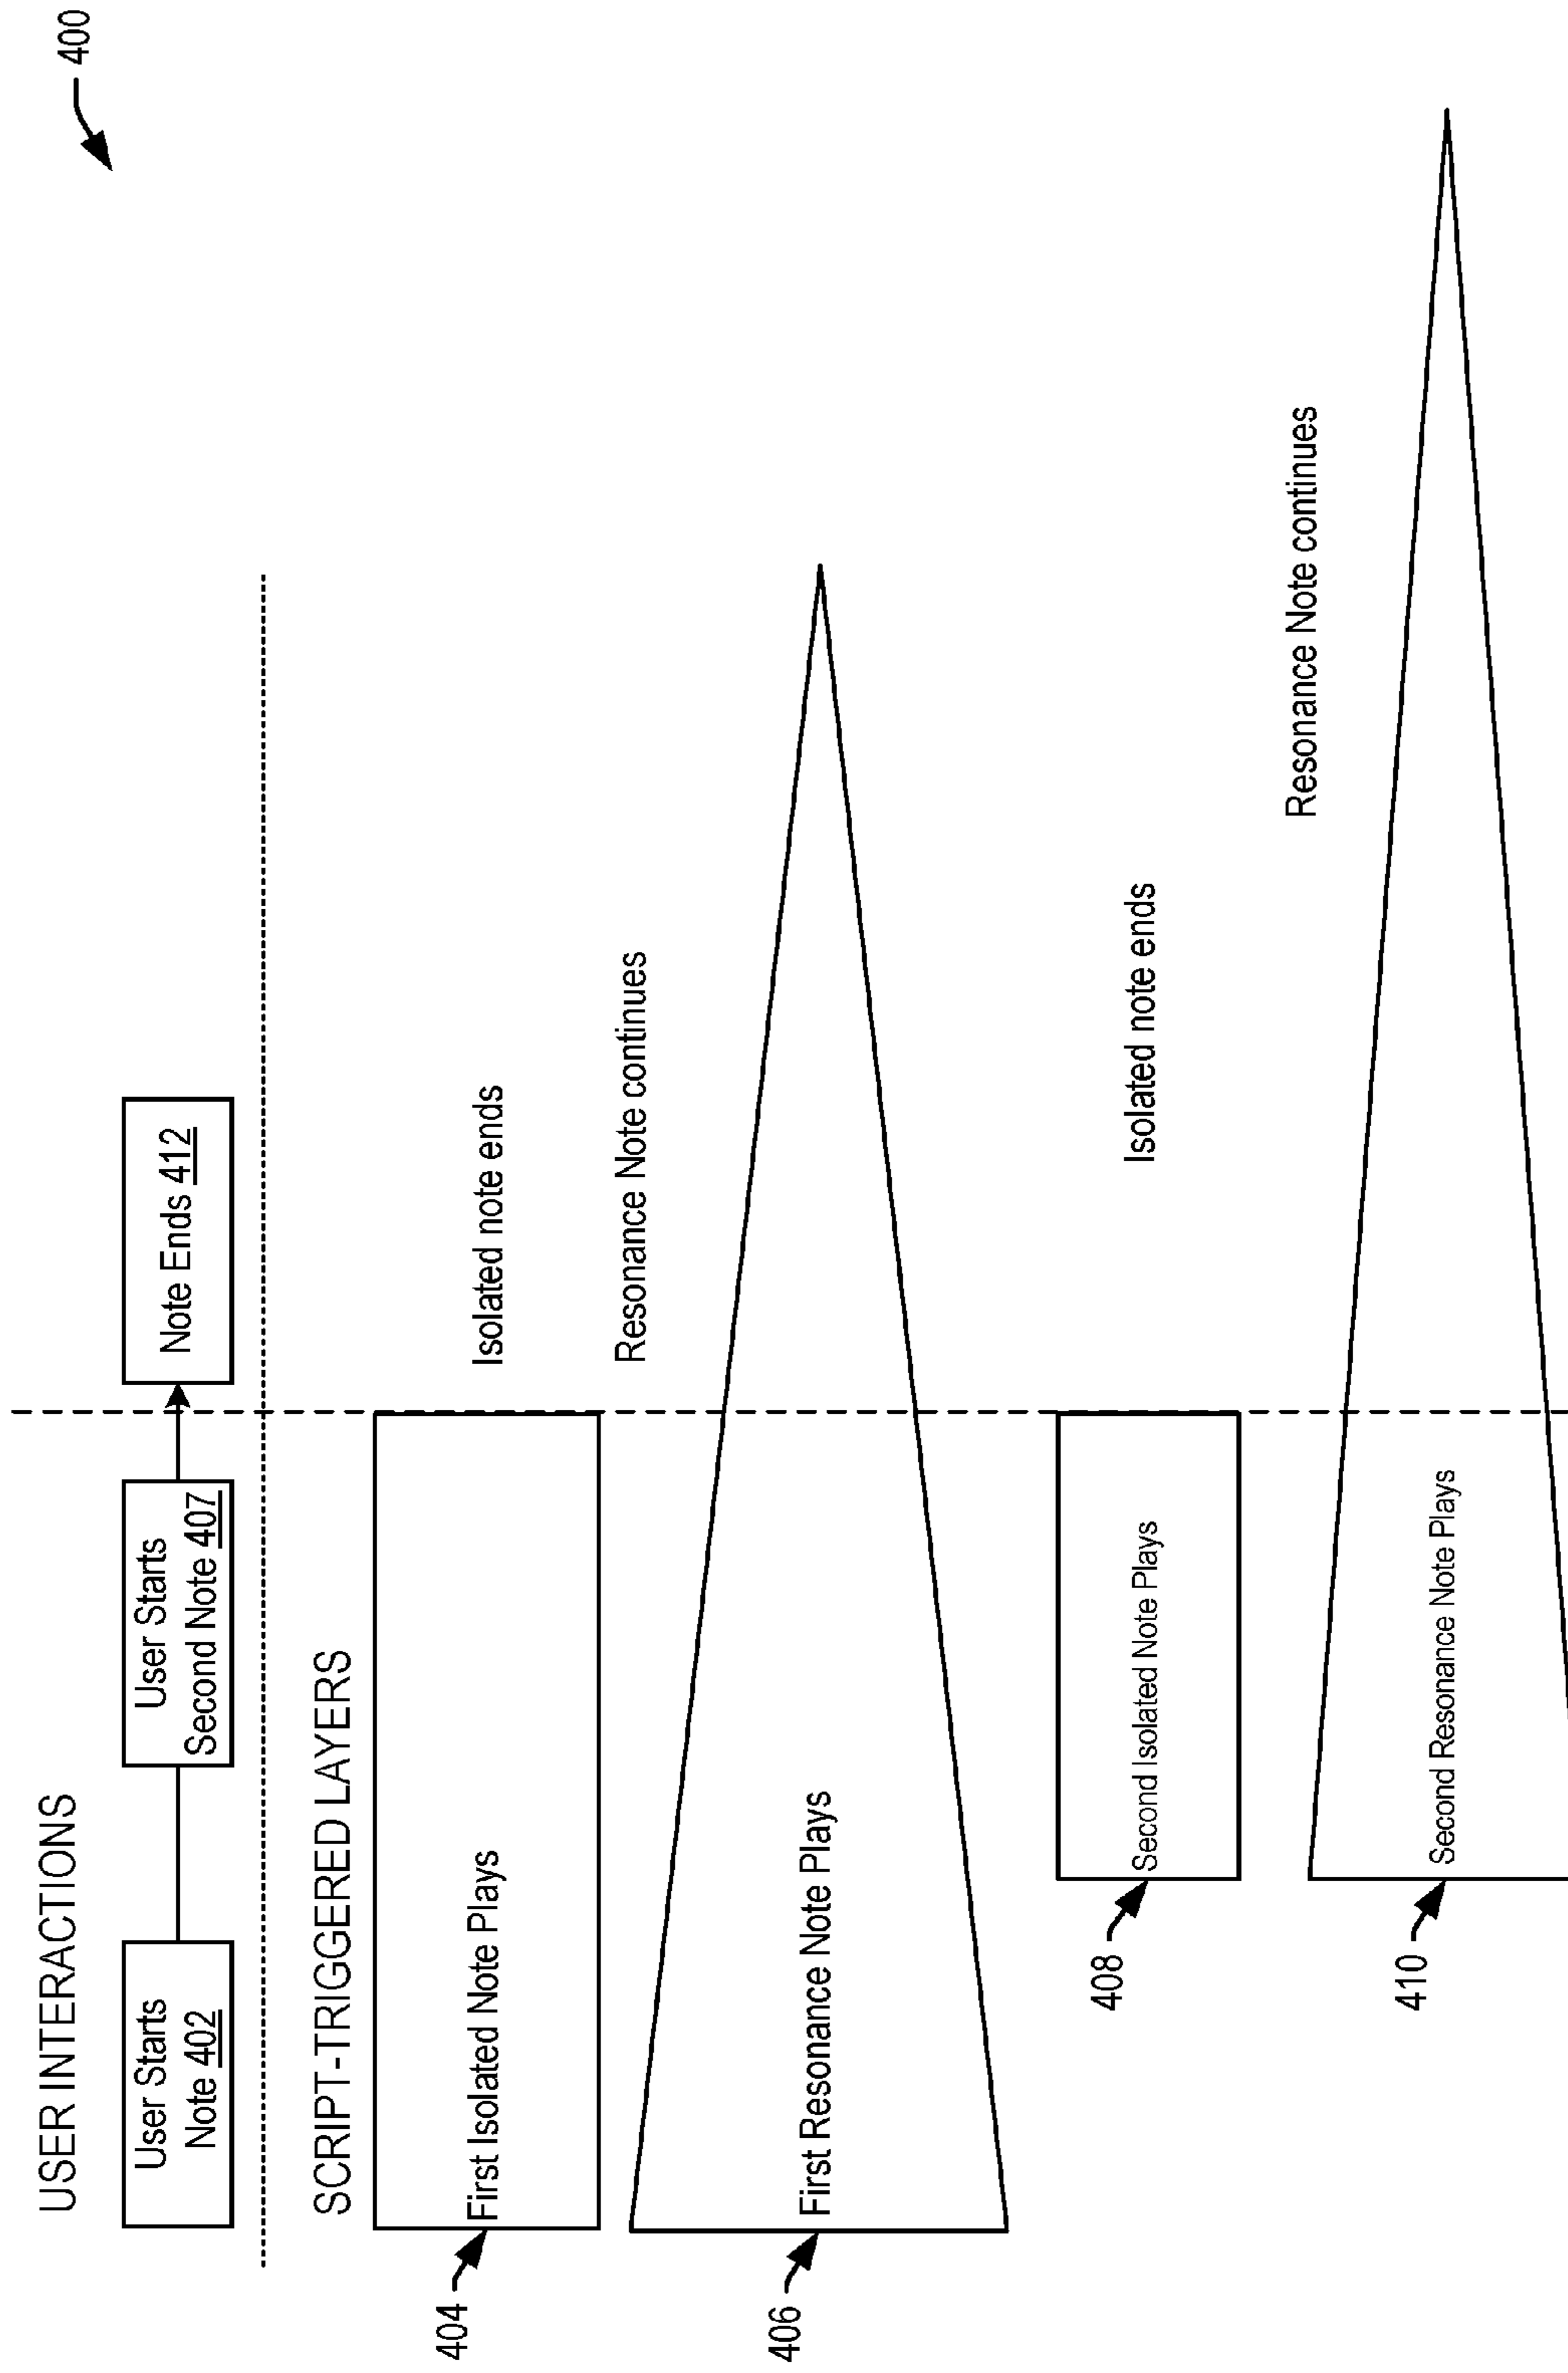 400
USER INTERACTIONS
User Starts
Note 402
User Starts
Second Note 407
Note Ends 412
SCRIPT-TRIGGERED LAYERS
404
First Isolated Note Plays
Isolated note ends
Resonance Note continues
406
First Resonance Note Plays
408
Second Isolated Note Plays
Isolated note ends
Resonance Note continues
410
Second Resonance Note Plays